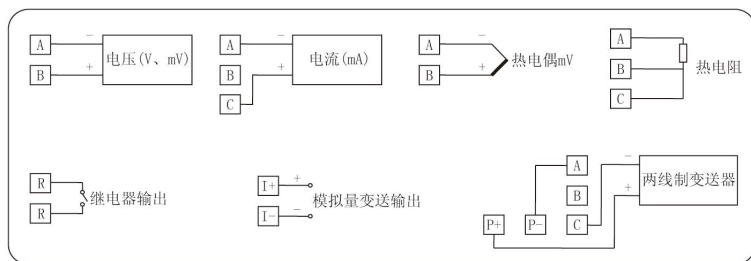 A － 电压(V、mV)
B ＋
A － 电流(mA)
B
C ＋
A － 热电偶mV
B ＋
A
B 热电阻
C
R 继电器输出
R
I+ ＋ 模拟量变送输出
I- －
A － 两线制变送器
B ＋
P+ P- C